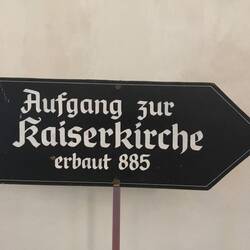 Aufgang zur
Kaiserkirche
erbaut 885